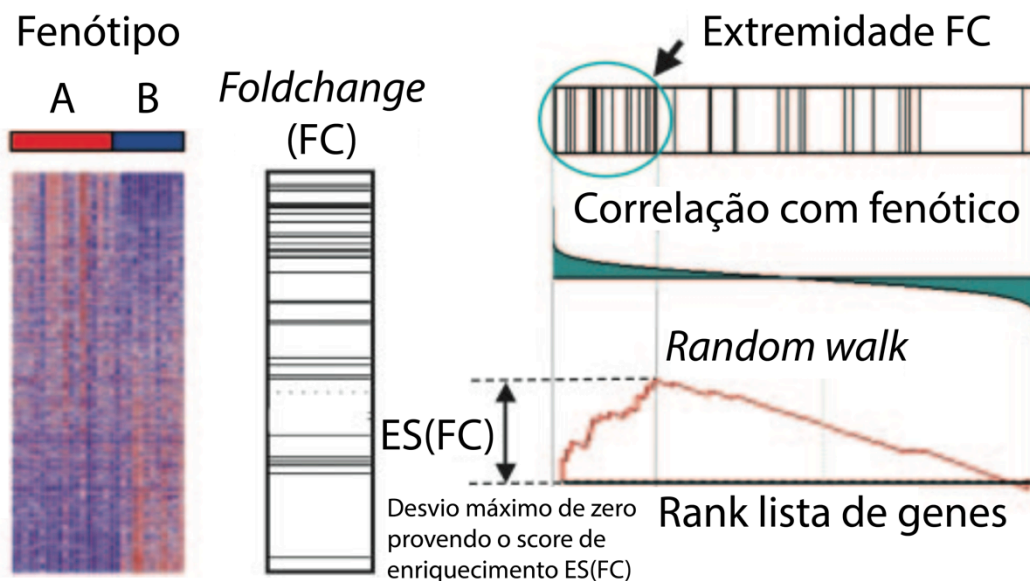 Fenótipo
A B
Foldchange
(FC)
Extremidade FC
Correlação com fenótico
Random walk
ES(FC)
Desvio máximo de zero
provendo o score de
enriquecimento ES(FC)
Rank lista de genes